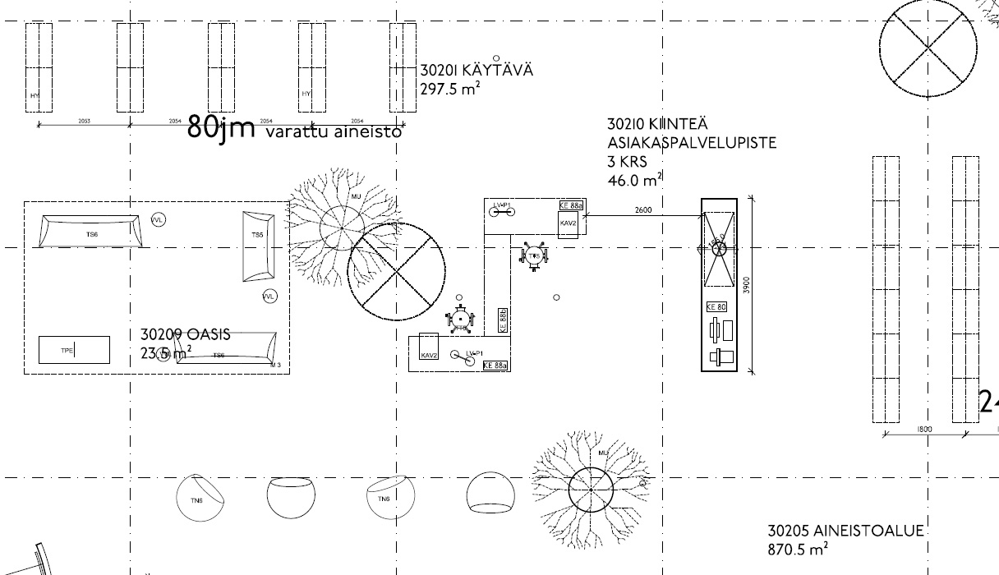 30201 KÄYTÄVÄ
297.5 m²
HY
HY
2053
2054
2054
2054
80jm varattu aineisto
30210 KIINTEÄ
ASIAKASPALVELUPISTE
3 KRS
46.0 m²
MU
LV-P1
KE 88a
KAV2
2600
TS6
VVL
TS5
TT5
3900
VVL
KE 80
KE 88b
30209 OASIS
23.5 m²
TPE
TS6
M 3
KAV2
LV-P1
KE 88a
24
1800
MU
TN6
TN6
30205 AINEISTOALUE
870.5 m²